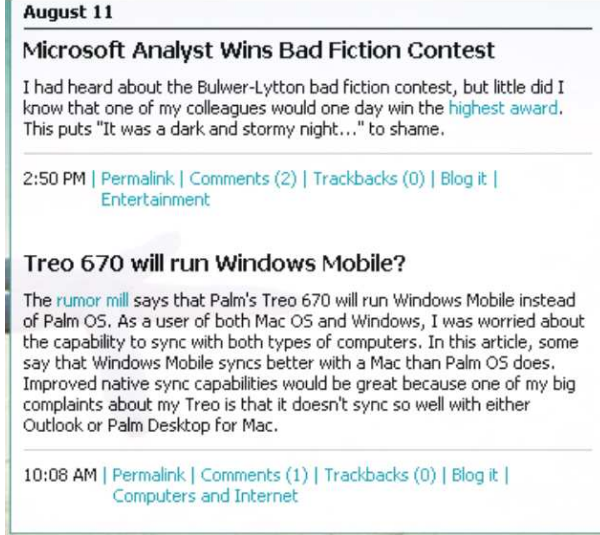 August 11
Microsoft Analyst Wins Bad Fiction Contest
I had heard about the Bulwer-Lytton bad fiction contest, but little did I
know that one of my colleagues would one day win the highest award.
This puts "It was a dark and stormy night..." to shame.
2:50 PM | Permalink | Comments (2) | Trackbacks (0) | Blog it |
Entertainment
Treo 670 will run Windows Mobile?
The rumor mill says that Palm's Treo 670 will run Windows Mobile instead
of Palm OS. As a user of both Mac OS and Windows, I was worried about
the capability to sync with both types of computers. In this article, some
say that Windows Mobile syncs better with a Mac than Palm OS does.
Improved native sync capabilities would be great because one of my big
complaints about my Treo is that it doesn't sync so well with either
Outlook or Palm Desktop for Mac.
10:08 AM | Permalink | Comments (1) | Trackbacks (0) | Blog it |
Computers and Internet